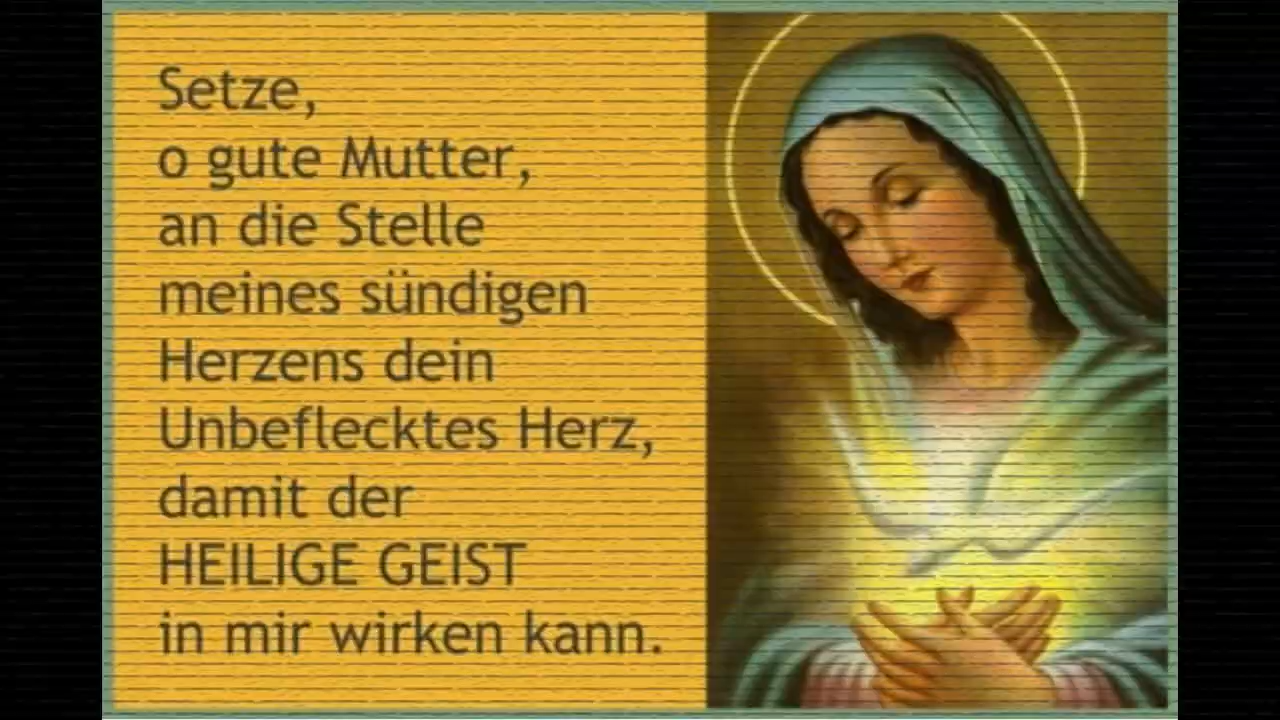 Setze,
o gute Mutter,
an die Stelle
meines sündigen
Herzens dein
Unbeflecktes Herz,
damit der
HEILIGE GEIST
in mir wirken kann.